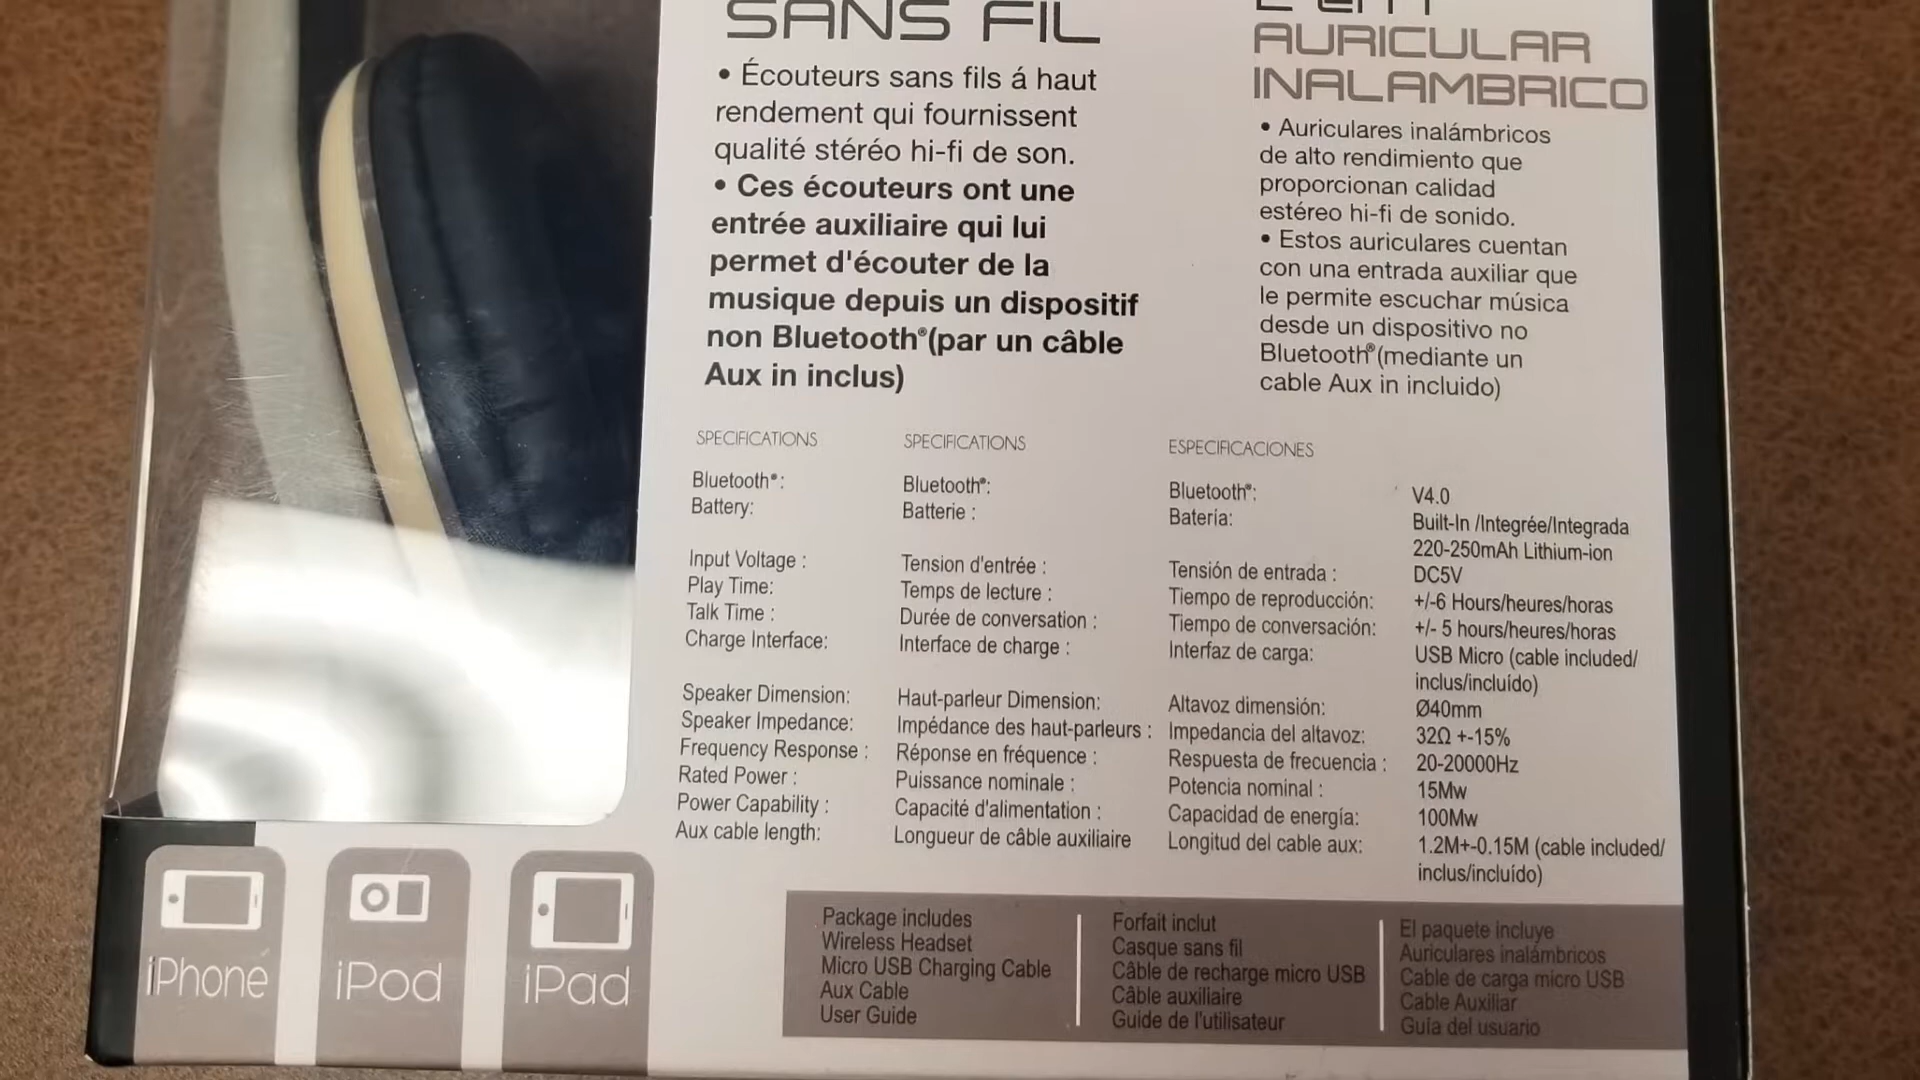 SANS FIL
• Écouteurs sans fils á haut
rendement qui fournissent
qualité stéréo hi-fi de son.
• Ces écouteurs ont une
entrée auxiliaire qui lui
permet d'écouter de la
musique depuis un dispositif
non Bluetooth®(par un câble
Aux in inclus)
AURICULAR
INALAMBRICO
• Auriculares inalámbricos
de alto rendimiento que
proporcionan calidad
estéreo hi-fi de sonido.
• Estos auriculares cuentan
con una entrada auxiliar que
le permite escuchar música
desde un dispositivo no
Bluetooth®(mediante un
cable Aux in incluido)
SPECIFICATIONS
Bluetooth®:
Battery:
Input Voltage :
Play Time:
Talk Time :
Charge Interface:
Speaker Dimension:
Speaker Impedance:
Frequency Response :
Rated Power :
Power Capability :
Aux cable length:
SPECIFICATIONS
Bluetooth®:
Batterie :
Tension d'entrée :
Temps de lecture :
Durée de conversation :
Interface de charge :
Haut-parleur Dimension:
Impédance des haut-parleurs :
Réponse en fréquence :
Puissance nominale :
Capacité d'alimentation :
Longueur de câble auxiliaire
ESPECIFICACIONES
Bluetooth®:
Batería:
Tensión de entrada :
Tiempo de reproducción:
Tiempo de conversación:
Interfaz de carga:
Altavoz dimensión:
Impedancia del altavoz:
Respuesta de frecuencia :
Potencia nominal :
Capacidad de energía:
Longitud del cable aux:
V4.0
Built-In /Integrée/Integrada
220-250mAh Lithium-ion
DC5V
+/-6 Hours/heures/horas
+/- 5 hours/heures/horas
USB Micro (cable included/
inclus/incluído)
Ø40mm
32Ω +-15%
20-20000Hz
15Mw
100Mw
1.2M+-0.15M (cable included/
inclus/incluído)
iPhone
iPod
iPad
Package includes
Wireless Headset
Micro USB Charging Cable
Aux Cable
User Guide
Forfait inclut
Casque sans fil
Câble de recharge micro USB
Câble auxiliaire
Guide de l'utilisateur
El paquete incluye
Auriculares inalámbricos
Cable de carga micro USB
Cable Auxiliar
Guía del usuario